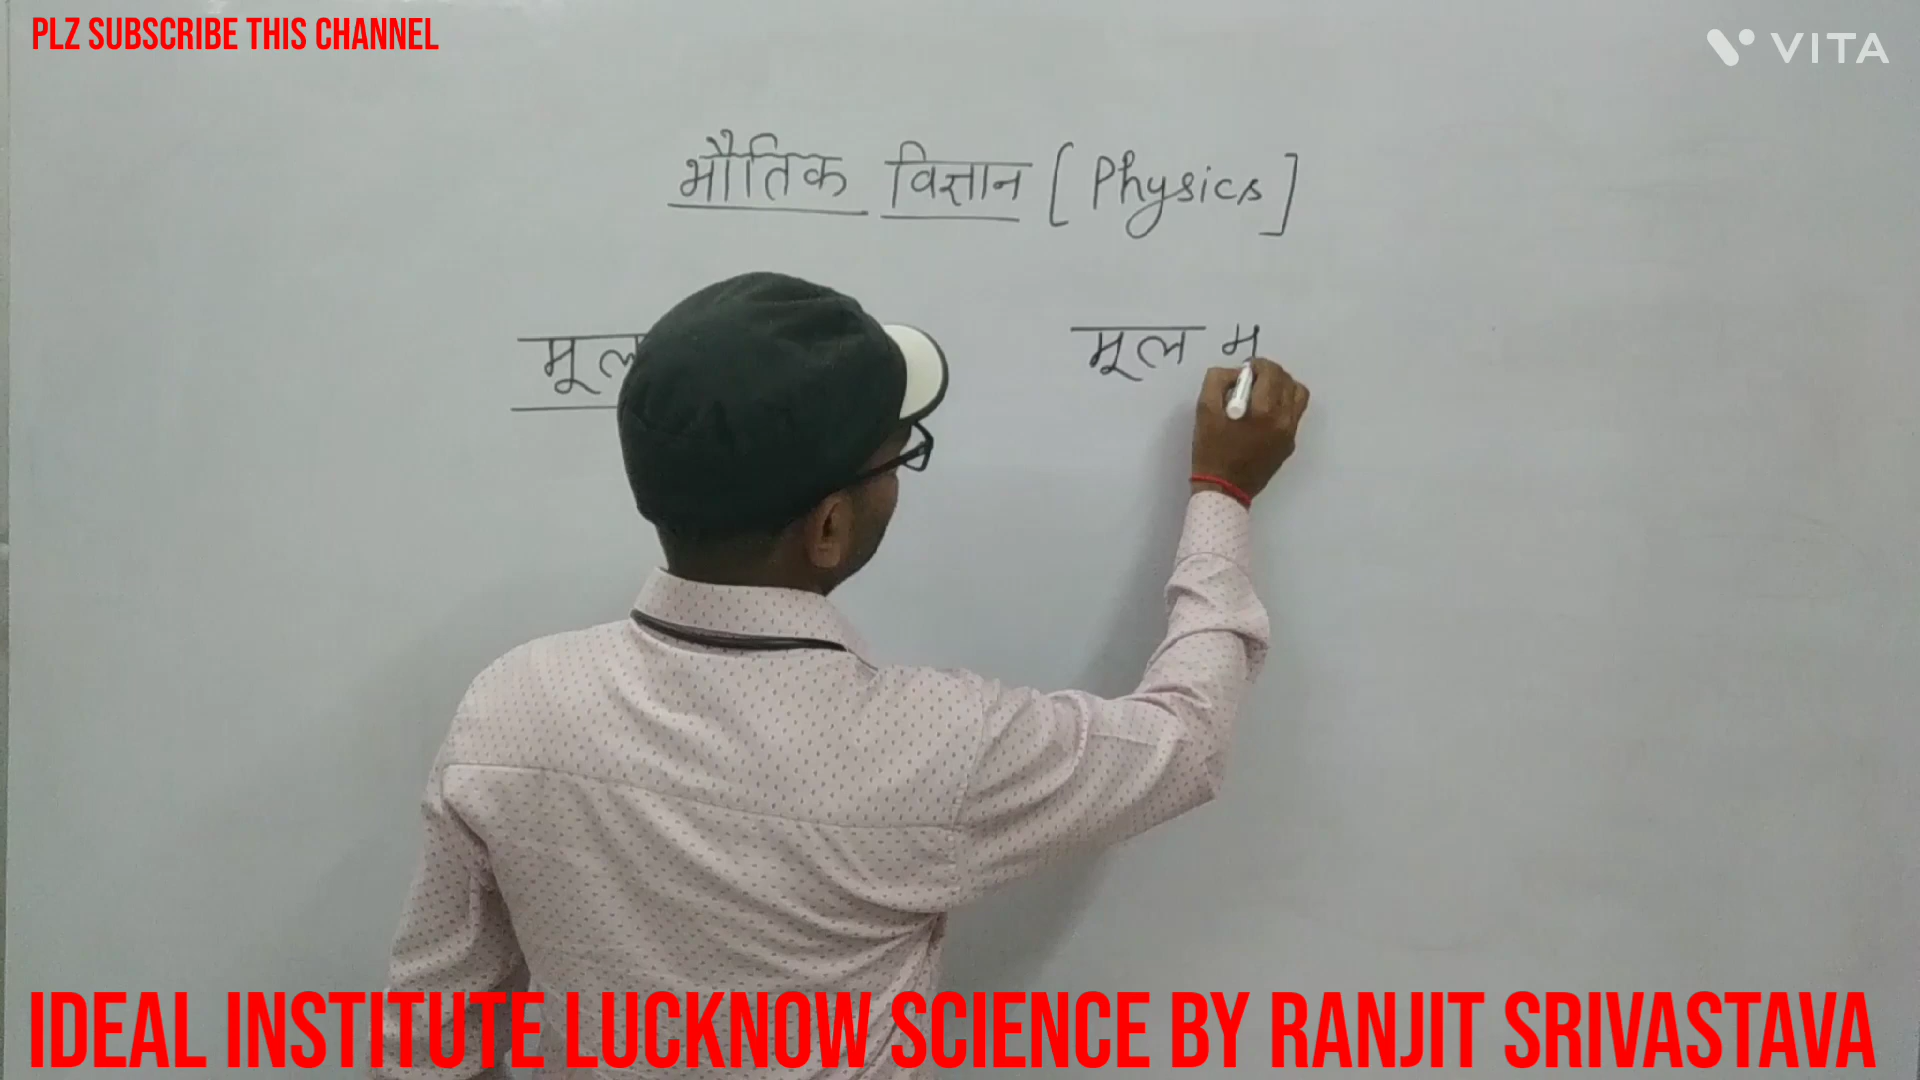 PLZ SUBSCRIBE THIS CHANNEL
VITA
भौतिक विज्ञान [Physics]
मूल
मूल म
IDEAL INSTITUTE LUCKNOW SCIENCE BY RANJIT SRIVASTAVA